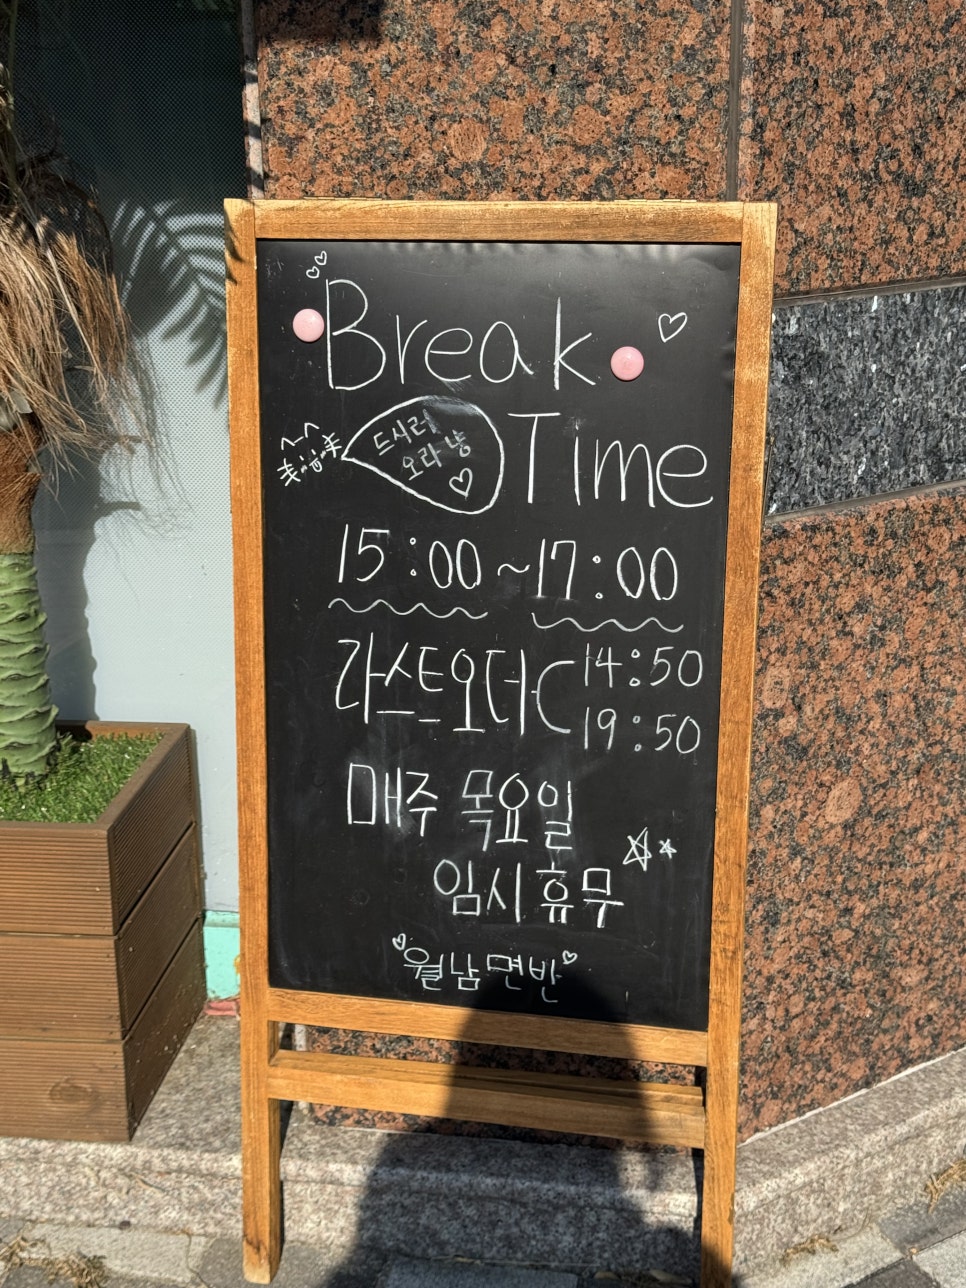 Break
Time
드시러
오라냥
15:00~17:00
라스트오더 14:50
19:50
매주 목요일
임시휴무
월남면반